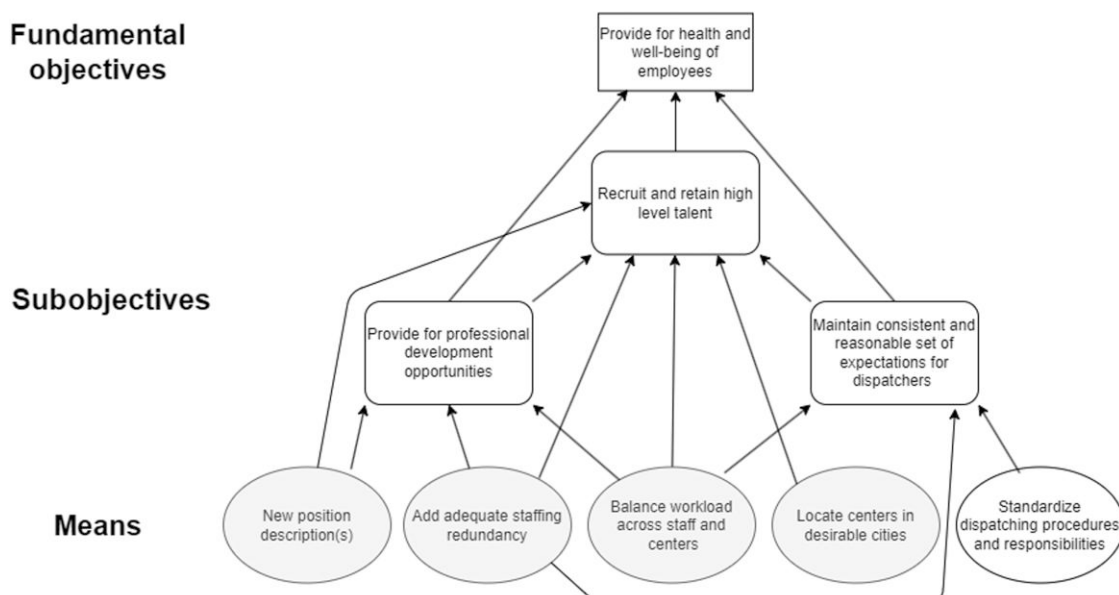 Fundamental
objectives
Provide for health and
well-being of
employees
Recruit and retain high
level talent
Subobjectives
Provide for professional
development
opportunities
Maintain consistent and
reasonable set of
expectations for
dispatchers
Means
New position
description(s)
Add adequate staffing
redundancy
Balance workload
across staff and
centers
Locate centers in
desirable cities
Standardize
dispatching procedures
and responsibilities